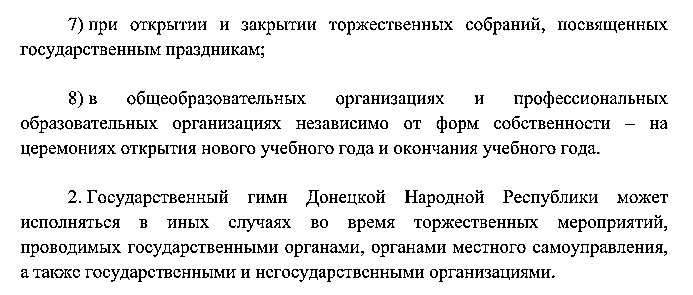 7) при открытии и закрытии торжественных собраний, посвященных
государственным праздникам;
8) в общеобразовательных организациях и профессиональных
образовательных организациях независимо от форм собственности – на
церемониях открытия нового учебного года и окончания учебного года.
2. Государственный гимн Донецкой Народной Республики может
исполняться в иных случаях во время торжественных мероприятий,
проводимых государственными органами, органами местного самоуправления,
а также государственными и негосударственными организациями.